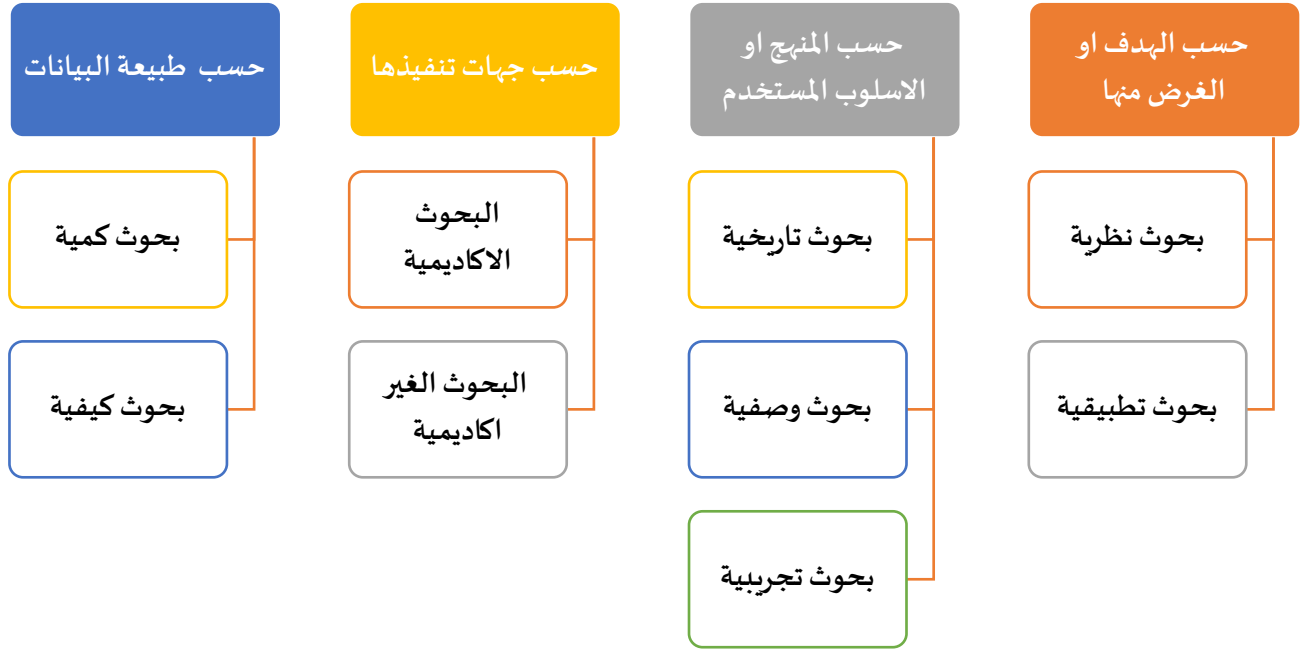 حسب الهدف او
الغرض منها
بحوث نظرية
بحوث تطبيقية
حسب المنهج او
الاسلوب المستخدم
بحوث تاريخية
بحوث وصفية
بحوث تجريبية
حسب جهات تنفيذها
البحوث
الاكاديمية
البحوث الغير
اكاديمية
حسب طبيعة البيانات
بحوث كمية
بحوث كيفية